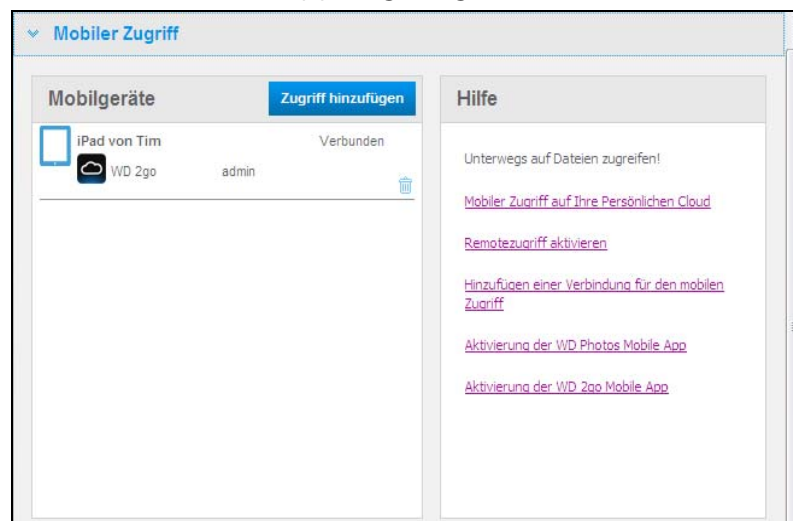 Mobiler Zugriff
Mobilgeräte
Zugriff hinzufügen
iPad von Tim
Verbunden
WD 2go
admin
Hilfe
Unterwegs auf Dateien zugreifen!
Mobiler Zugriff auf Ihre Persönlichen Cloud
Remotezugriff aktivieren
Hinzufügen einer Verbindung für den mobilen
Zugriff
Aktivierung der WD Photos Mobile App
Aktivierung der WD 2go Mobile App